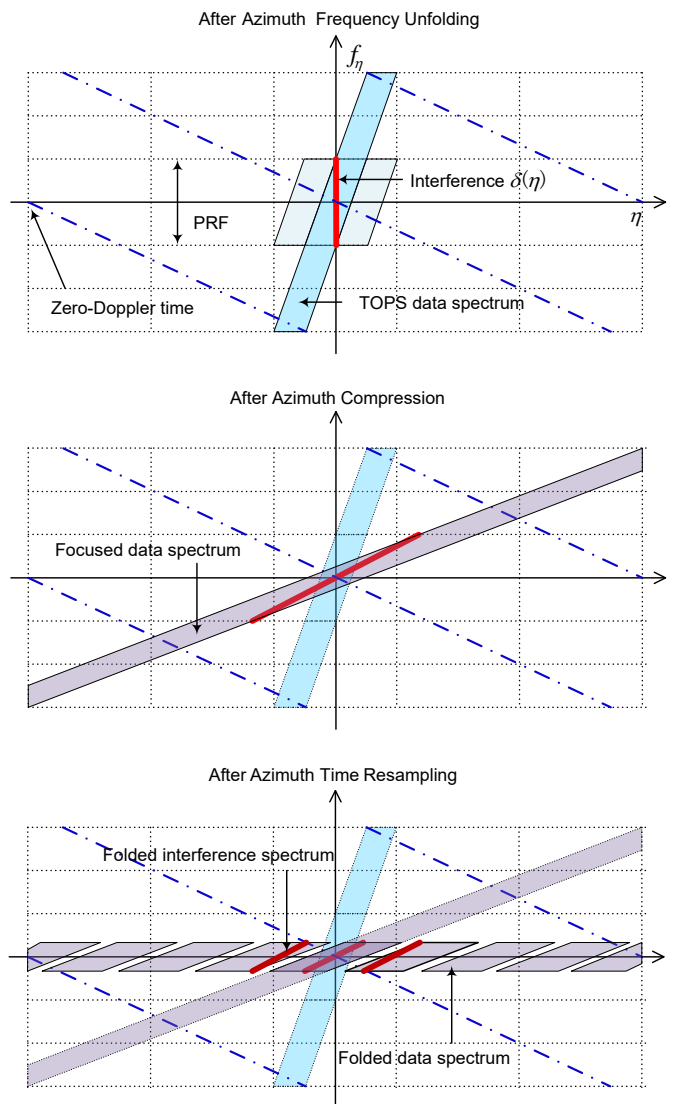 After Azimuth Frequency Unfolding
fη
Interference δ(η)
PRF
η
Zero-Doppler time
TOPS data spectrum
After Azimuth Compression
Focused data spectrum
After Azimuth Time Resampling
Folded interference spectrum
Folded data spectrum